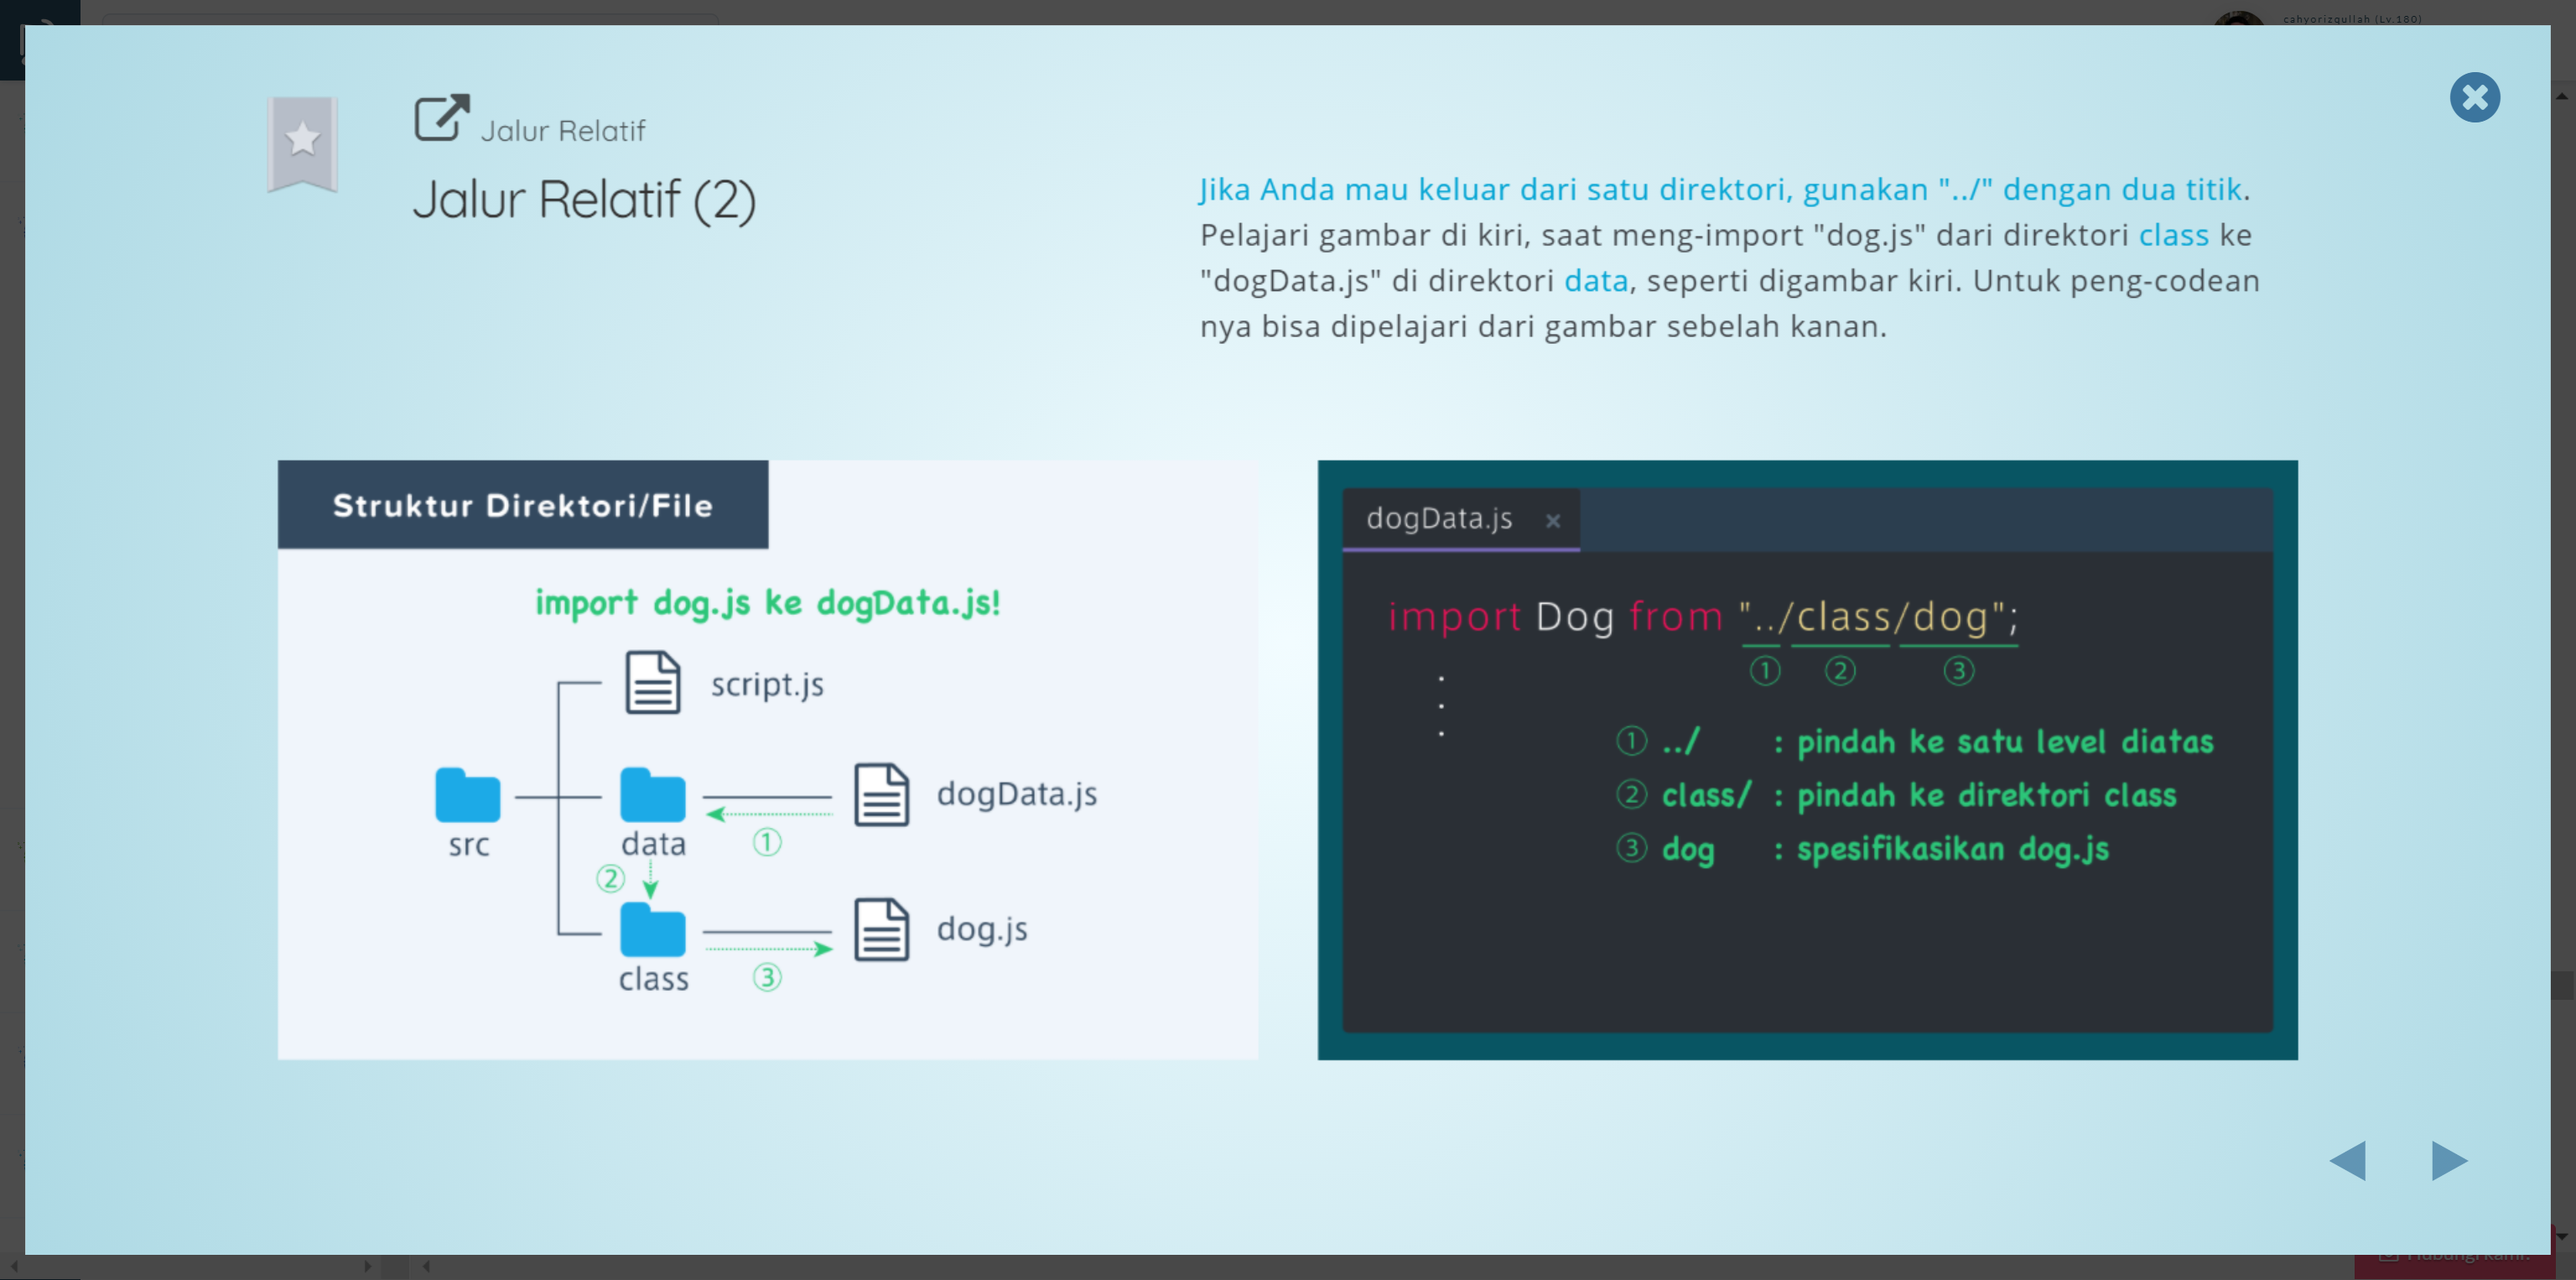 cahyorizqullah (Lv.180)
Jalur Relatif
Jalur Relatif (2)
Jika Anda mau keluar dari satu direktori, gunakan "../" dengan dua titik.
Pelajari gambar di kiri, saat meng-import "dog.js" dari direktori class ke
"dogData.js" di direktori data, seperti digambar kiri. Untuk peng-codean
nya bisa dipelajari dari gambar sebelah kanan.
Struktur Direktori/File
import dog.js ke dogData.js!
script.js
src
data
dogData.js
①
②
class
dog.js
③
dogData.js ×
import Dog from "../class/dog";
① ② ③
.
.
.
① ../ : pindah ke satu level diatas
② class/ : pindah ke direktori class
③ dog : spesifikasikan dog.js